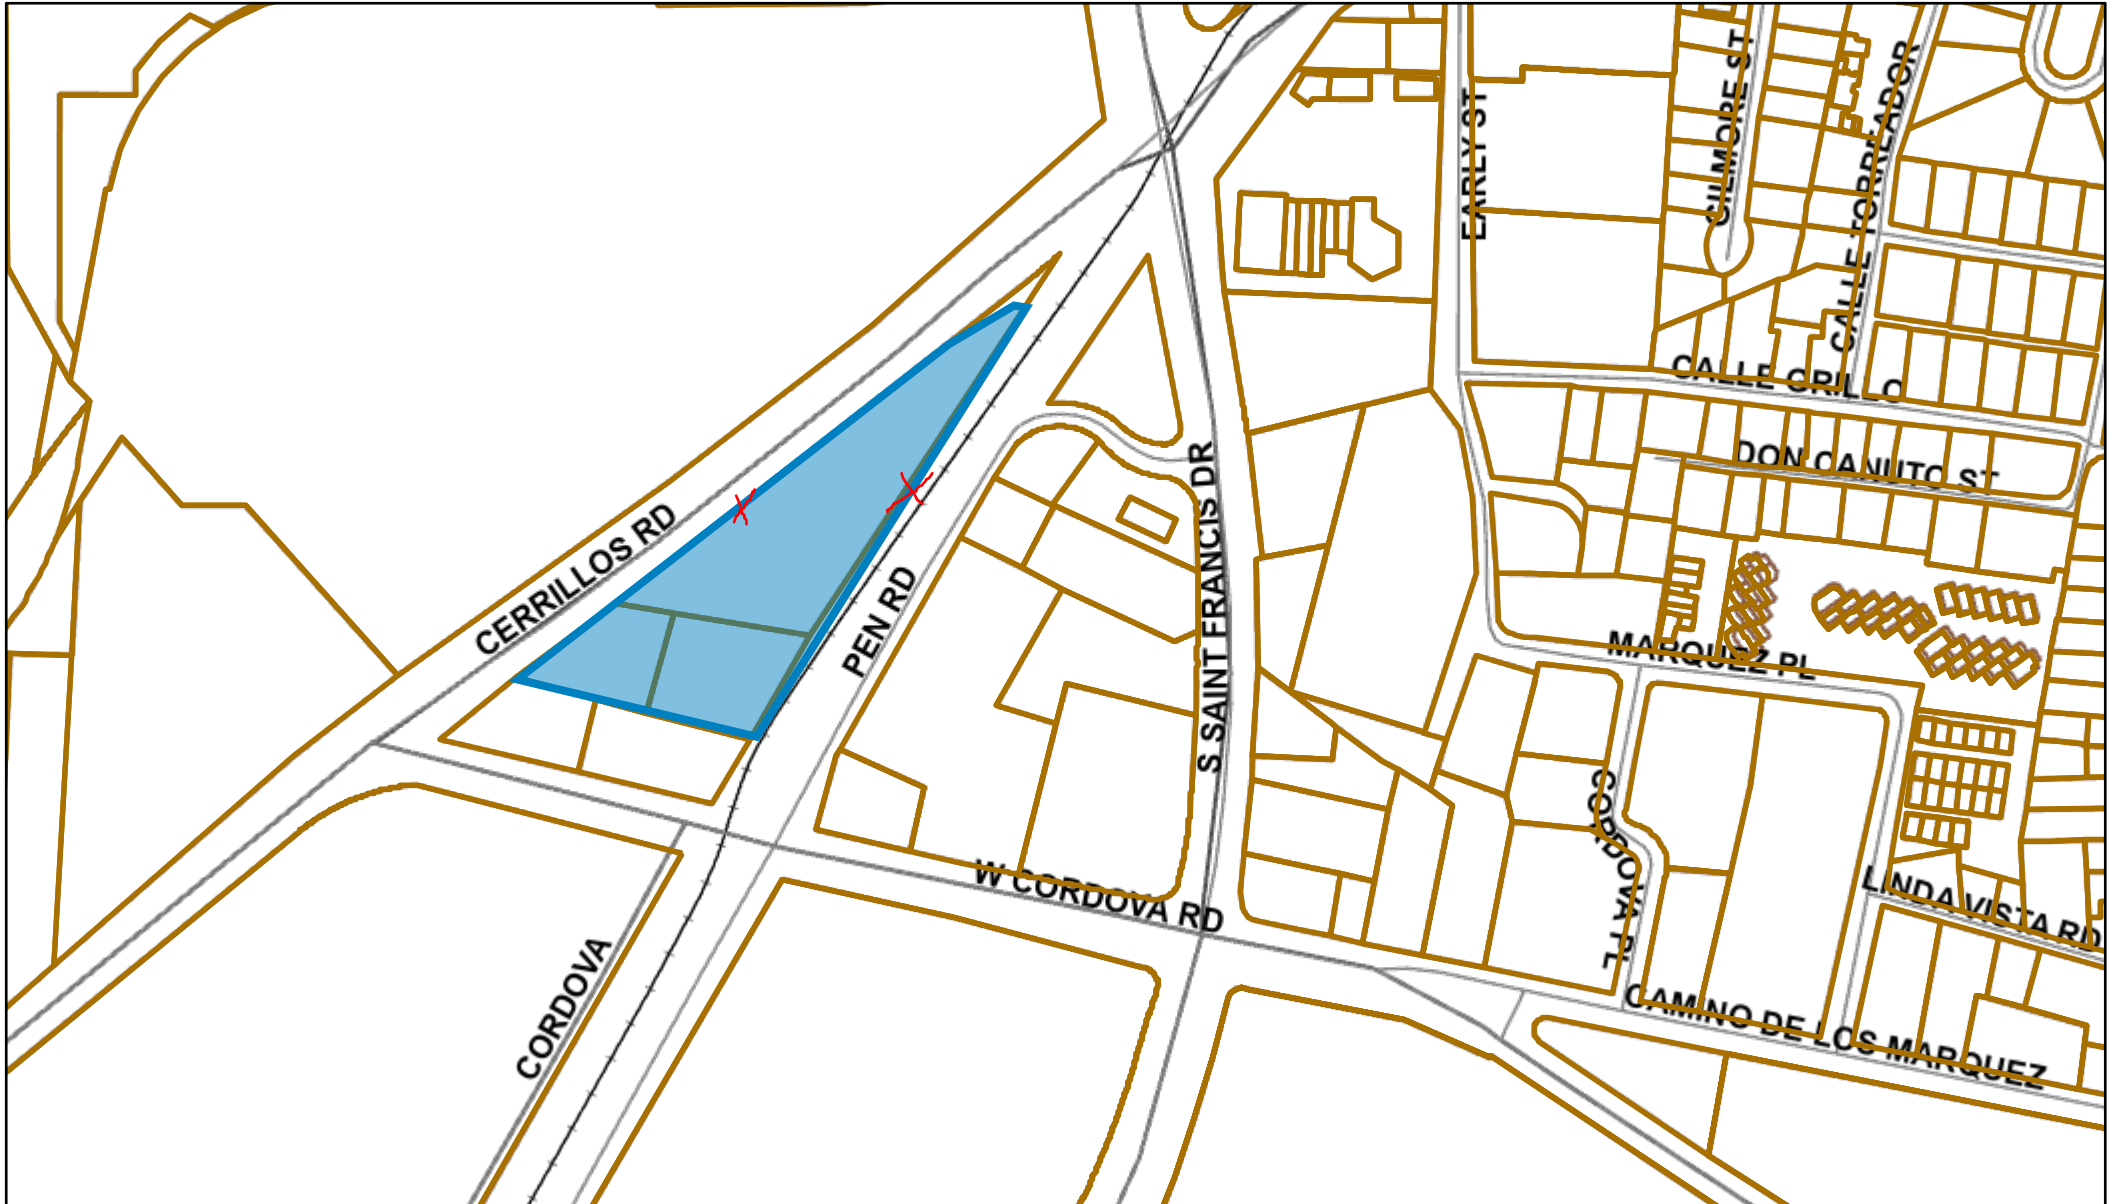 GILMORE ST
CALLE TORREADOR
EARLY ST
CALLE GRILLO
DON CANUTO ST
S SAINT FRANCIS DR
CERRILLOS RD
PEN RD
MARQUEZ PL
CORDOVA PL
W CORDOVA RD
LINDA VISTA RD
CORDOVA
CAMINO DE LOS MARQUEZ